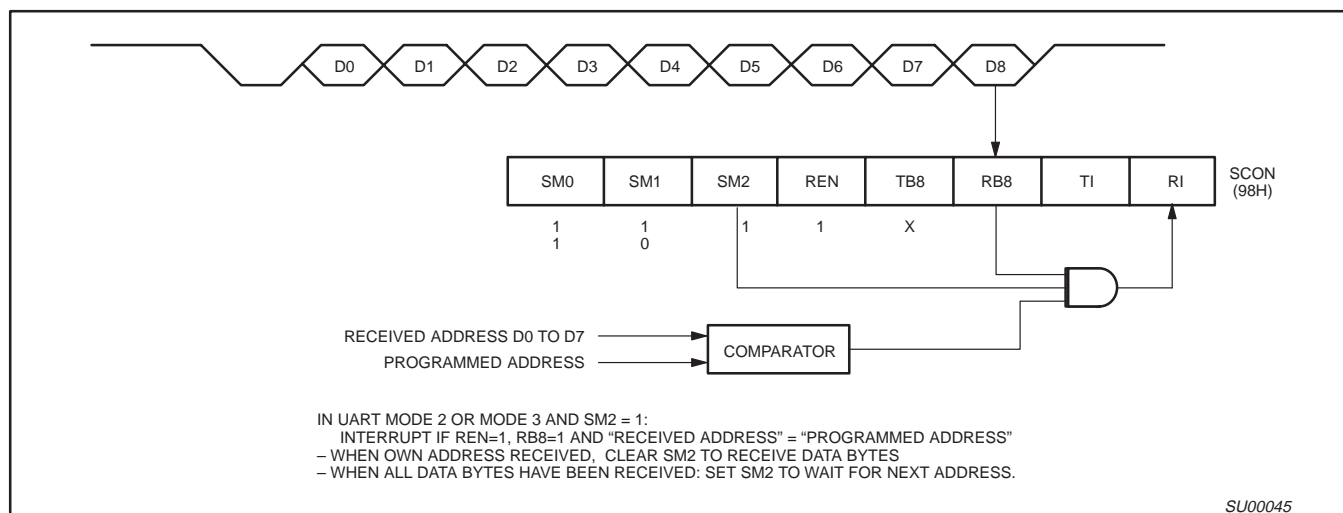 D0 D1 D2 D3 D4 D5 D6 D7 D8
SM0 SM1 SM2 REN TB8 RB8 TI RI
SCON
(98H)
1 1 1 1 X
1 0
RECEIVED ADDRESS D0 TO D7
PROGRAMMED ADDRESS
COMPARATOR
IN UART MODE 2 OR MODE 3 AND SM2 = 1:
INTERRUPT IF REN=1, RB8=1 AND “RECEIVED ADDRESS” = “PROGRAMMED ADDRESS”
– WHEN OWN ADDRESS RECEIVED, CLEAR SM2 TO RECEIVE DATA BYTES
– WHEN ALL DATA BYTES HAVE BEEN RECEIVED: SET SM2 TO WAIT FOR NEXT ADDRESS.
SU00045